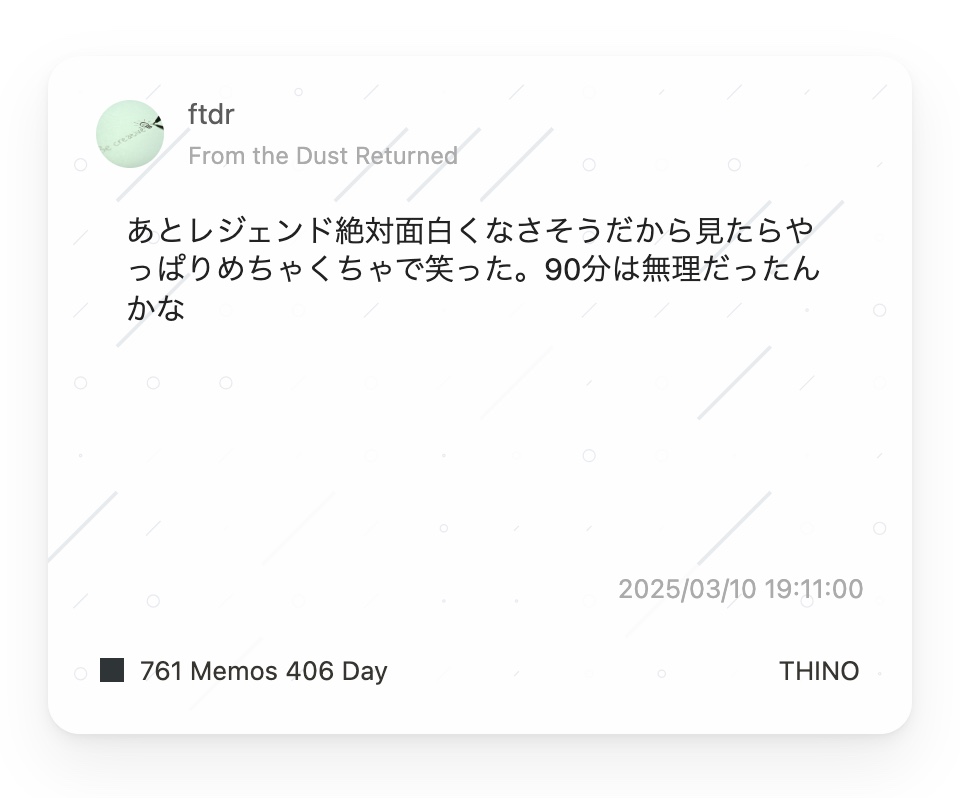 ftdr
From the Dust Returned
あとレジェンド絶対面白くなさそうだから見たらや
っぱりめちゃくちゃで笑った。90分は無理だったん
かな
2025/03/10 19:11:00
761 Memos 406 Day
THINO